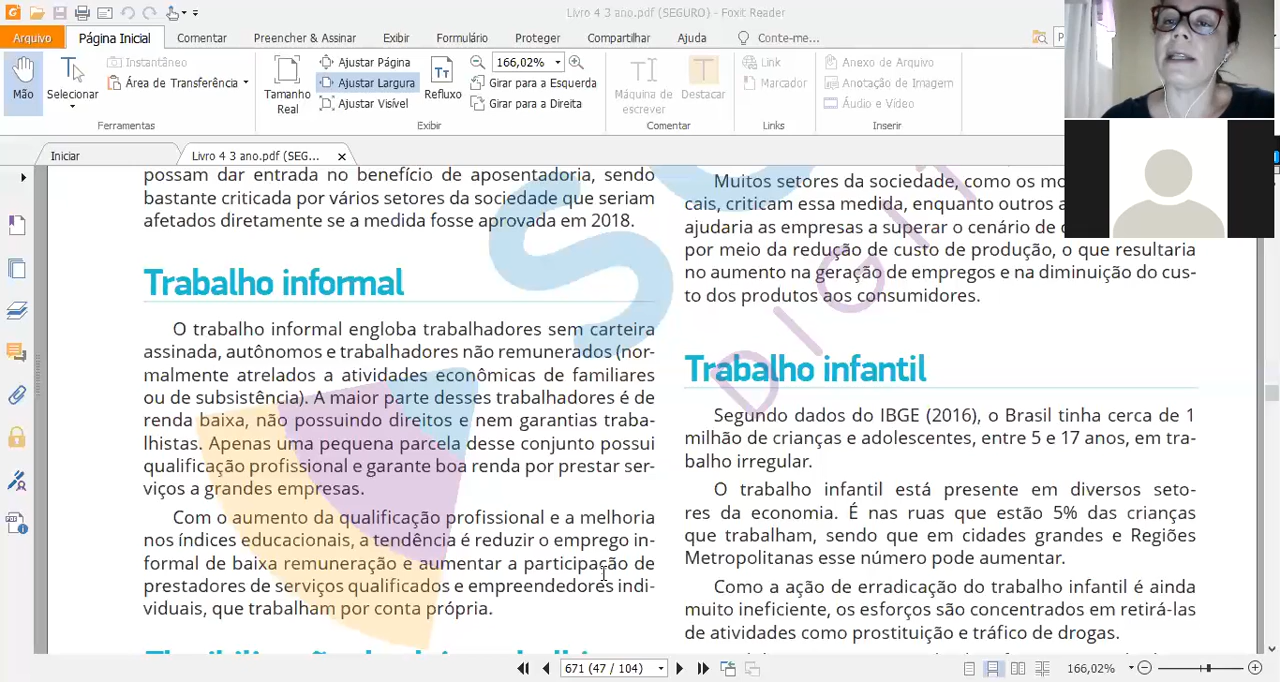 Livro 4 3 ano.pdf (SEGURO) - Foxit Reader
Arquivo Página Inicial Comentar Preencher & Assinar Exibir Formulário Proteger Compartilhar Ajuda Conte-me...
Mão
Selecionar
Instantâneo
Área de Transferência
Ferramentas
Tamanho
Real
Ajustar Página
Ajustar Largura
Ajustar Visível
Refluxo
166,02%
Girar para a Esquerda
Girar para a Direita
Exibir
Máquina de
escrever
Destacar
Comentar
Link
Marcador
Links
Anexo de Arquivo
Anotação de Imagem
Áudio e Vídeo
Inserir
Iniciar
Livro 4 3 ano.pdf (SEG...
possam dar entrada no benefício de aposentadoria, sendo
bastante criticada por vários setores da sociedade que seriam
afetados diretamente se a medida fosse aprovada em 2018.
Trabalho informal
O trabalho informal engloba trabalhadores sem carteira
assinada, autônomos e trabalhadores não remunerados (nor-
malmente atrelados a atividades econômicas de familiares
ou de subsistência). A maior parte desses trabalhadores é de
renda baixa, não possuindo direitos e nem garantias traba-
lhistas. Apenas uma pequena parcela desse conjunto possui
qualificação profissional e garante boa renda por prestar ser-
viços a grandes empresas.
Com o aumento da qualificação profissional e a melhoria
nos índices educacionais, a tendência é reduzir o emprego in-
formal de baixa remuneração e aumentar a participação de
prestadores de serviços qualificados e empreendedores indi-
viduais, que trabalham por conta própria.
Muitos setores da sociedade, como os
cais, criticam essa medida, enquanto outros
ajudaria as empresas a superar o cenário de
por meio da redução de custo de produção, o que resultaria
no aumento na geração de empregos e na diminuição do cus-
to dos produtos aos consumidores.
Trabalho infantil
Segundo dados do IBGE (2016), o Brasil tinha cerca de 1
milhão de crianças e adolescentes, entre 5 e 17 anos, em tra-
balho irregular.
O trabalho infantil está presente em diversos seto-
res da economia. É nas ruas que estão 5% das crianças
que trabalham, sendo que em cidades grandes e Regiões
Metropolitanas esse número pode aumentar.
Como a ação de erradicação do trabalho infantil é ainda
muito ineficiente, os esforços são concentrados em retirá-las
de atividades como prostituição e tráfico de drogas.
DIGIT
671 (47 / 104)
166,02%